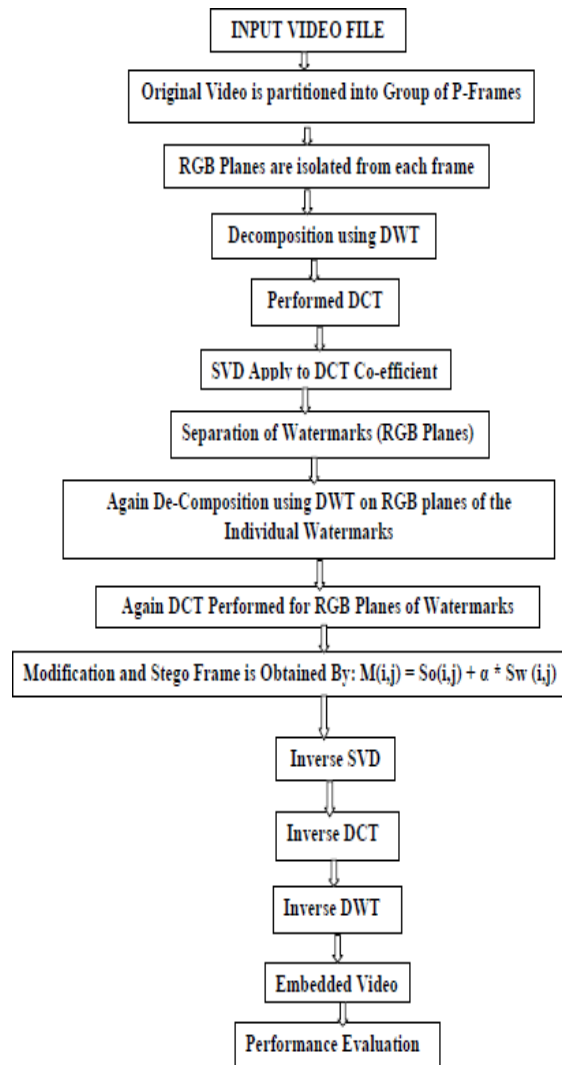 INPUT VIDEO FILE
Original Video is partitioned into Group of P-Frames
RGB Planes are isolated from each frame
Decomposition using DWT
Performed DCT
SVD Apply to DCT Co-efficient
Separation of Watermarks (RGB Planes)
Again De-Composition using DWT on RGB planes of the
Individual Watermarks
Again DCT Performed for RGB Planes of Watermarks
Modification and Stego Frame is Obtained By: M(i,j) = So(i,j) + α * Sw (i,j)
Inverse SVD
Inverse DCT
Inverse DWT
Embedded Video
Performance Evaluation